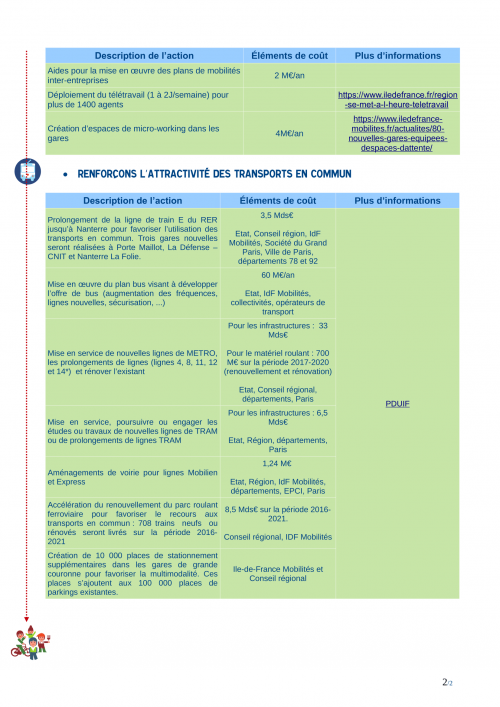 Description de l'action Éléments de coût Plus d'informations
Aides pour la mise en œuvre des plans de mobilités
inter-entreprises
2 M€/an
Déploiement du télétravail (1 à 2J/semaine) pour
plus de 1400 agents
https://www.iledefrance.fr/region
-se-met-a-l-heure-teletravail
Création d'espaces de micro-working dans les
gares
4M€/an
https://www.iledefrance-
mobilites.fr/actualites/80-
nouvelles-gares-equipees-
despaces-dattente/
• RENFORÇONS L'ATTRACTIVITÉ DES TRANSPORTS EN COMMUN
Description de l'action Éléments de coût Plus d'informations
Prolongement de la ligne de train E du RER
jusqu'à Nanterre pour favoriser l'utilisation des
transports en commun. Trois gares nouvelles
seront réalisées à Porte Maillot, La Défense –
CNIT et Nanterre La Folie.
3,5 Mds€
Etat, Conseil région, IdF
Mobilités, Société du Grand
Paris, Ville de Paris,
départements 78 et 92
Mise en œuvre du plan bus visant à développer
l'offre de bus (augmentation des fréquences,
lignes nouvelles, sécurisation, ...)
60 M€/an
Etat, IdF Mobilités,
collectivités, opérateurs de
transport
Mise en service de nouvelles lignes de METRO,
les prolongements de lignes (lignes 4, 8, 11, 12
et 14*) et rénover l'existant
Pour les infrastructures : 33
Mds€
Pour le matériel roulant : 700
M€ sur la période 2017-2020
(renouvellement et rénovation)
Etat, Conseil régional,
départements, Paris
Mise en service, poursuivre ou engager les
études ou travaux de nouvelles lignes de TRAM
ou de prolongements de lignes TRAM
Pour les infrastructures : 6,5
Mds€
Etat, Région, départements,
Paris
Aménagements de voirie pour lignes Mobilien
et Express
1,24 M€
Etat, Région, IdF Mobilités,
départements, EPCI, Paris
Accélération du renouvellement du parc roulant
ferroviaire pour favoriser le recours aux
transports en commun : 708 trains neufs ou
rénovés seront livrés sur la période 2016-
2021
8,5 Mds€ sur la période 2016-
2021.
Conseil régional, IDF Mobilités
Création de 10 000 places de stationnement
supplémentaires dans les gares de grande
couronne pour favoriser la multimodalité. Ces
places s'ajoutent aux 100 000 places de
parkings existantes.
Ile-de-France Mobilités et
Conseil régional
PDUIF
2/2